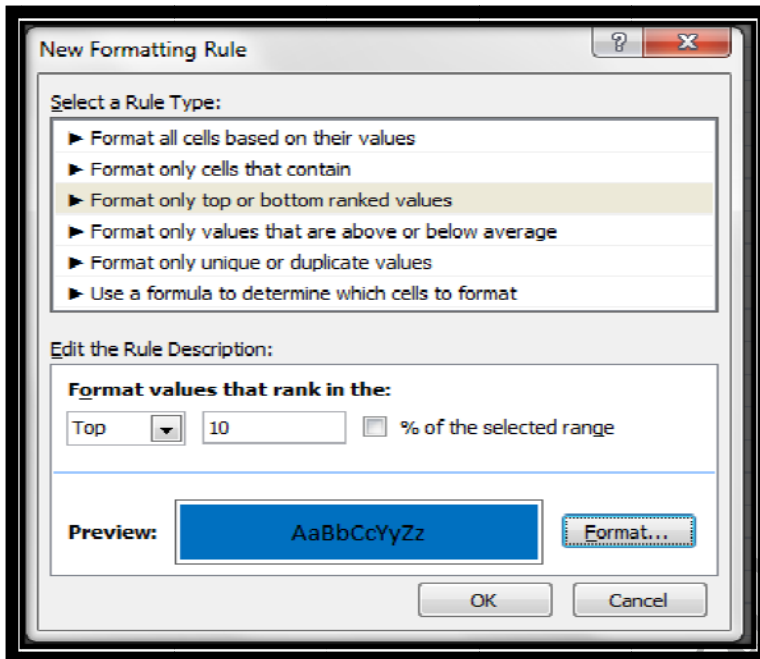 New Formatting Rule
Select a Rule Type:
► Format all cells based on their values
► Format only cells that contain
► Format only top or bottom ranked values
► Format only values that are above or below average
► Format only unique or duplicate values
► Use a formula to determine which cells to format
Edit the Rule Description:
Format values that rank in the:
Top 10 % of the selected range
Preview: AaBbCcYyZz Format...
OK Cancel